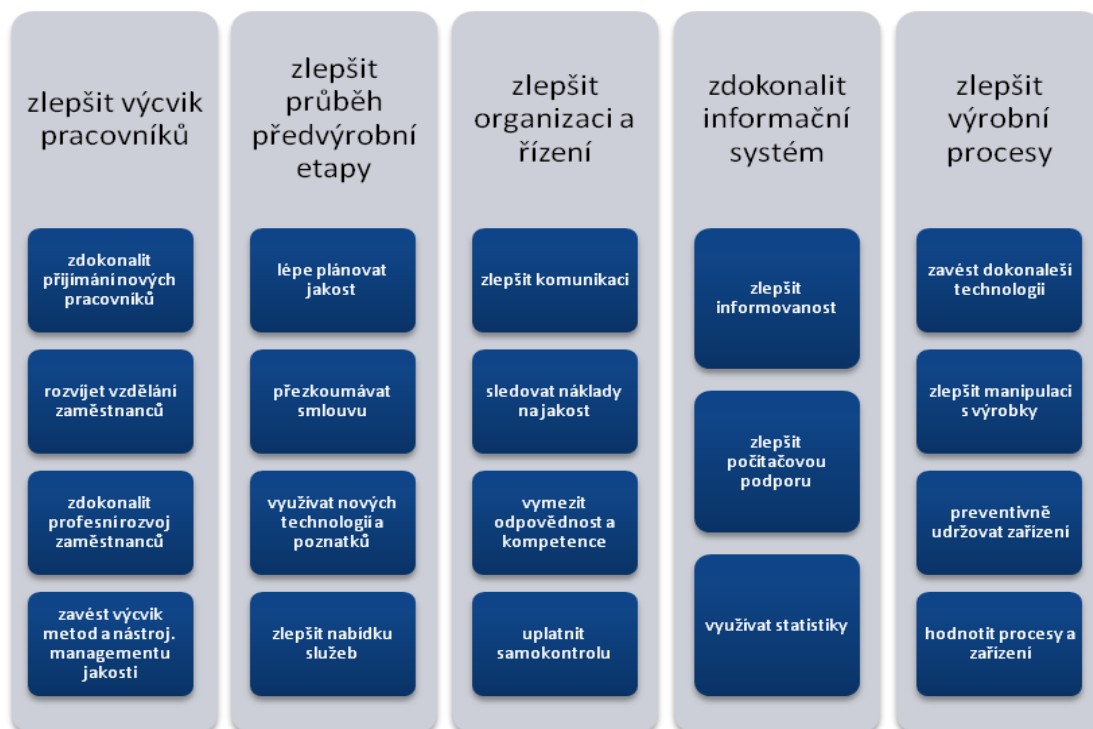 zlepšit výcvik
pracovníků
zdokonalit
přijímání nových
pracovníků
rozvíjet vzdělání
zaměstnanců
zdokonalit
profesní rozvoj
zaměstnanců
zavést výcvik
metod a nástroj.
managementu
jakosti
zlepšit
průběh
předvýrobní
etapy
lépe plánovat
jakost
přezkoumávat
smlouvu
využívat nových
technologií a
poznatků
zlepšit nabídku
služeb
zlepšit
organizaci a
řízení
zlepšit komunikaci
sledovat náklady
na jakost
vymezit
odpovědnost a
kompetence
uplatnit
samokontrolu
zdokonalit
informační
systém
zlepšit
informovanost
zlepšit
počítačovou
podporu
využívat statistiky
zlepšit
výrobní
procesy
zavést dokonaleší
technologii
zlepšit manipulaci
s výrobky
preventivně
udržovat zařízení
hodnotit procesy a
zařízení